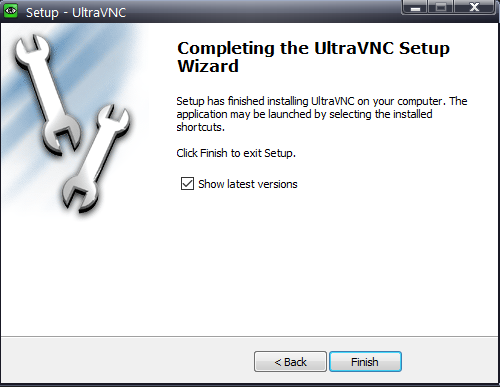 Setup - UltraVNC
Completing the UltraVNC Setup
Wizard
Setup has finished installing UltraVNC on your computer. The
application may be launched by selecting the installed
shortcuts.
Click Finish to exit Setup.
Show latest versions
< Back
Finish